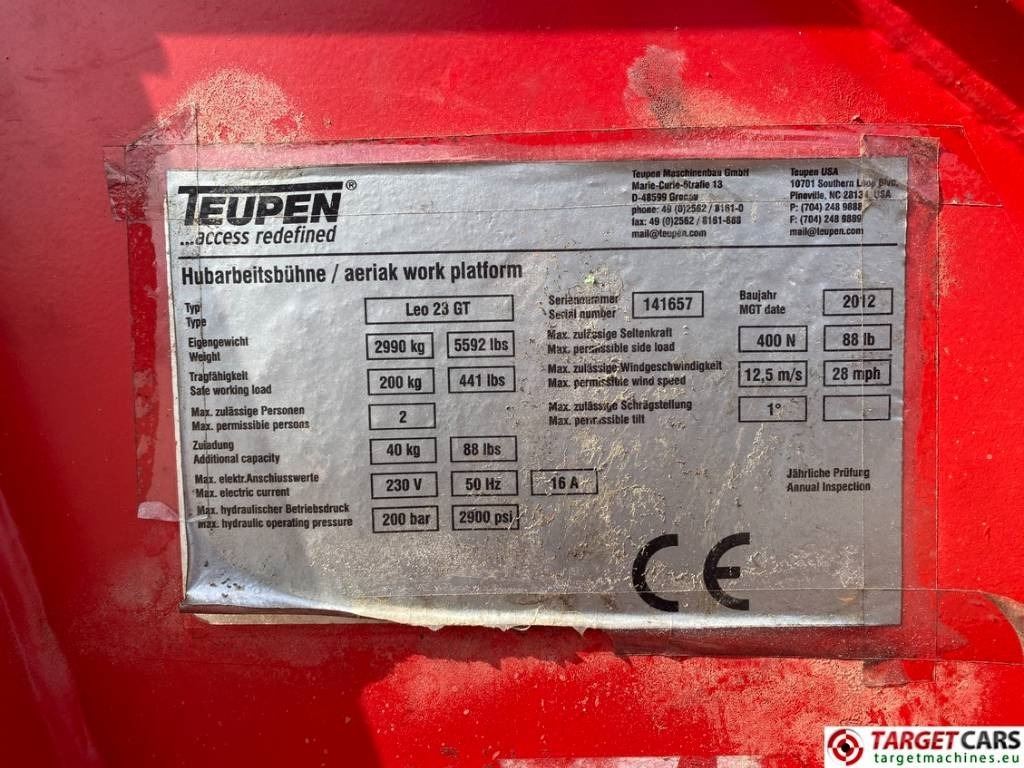 TEUPEN®
...access redefined
Teupen Maschinenbau GmbH
Marie-Curie-Straße 13
D-48599 Gronau
phone: 49 (0)2562 / 8161-0
fax: 49 (0)2562 / 8161-888
mail@teupen.com
Teupen USA
10701 Southern Loop Blvd.
Pineville, NC 28134, USA
P: (704) 248 9888
F: (704) 248 9889
mail@teupen.com
Hubarbeitsbühne / aeriak work platform
Typ
Type
Leo 23 GT
Eigengewicht
Weight
2990 kg 5592 lbs
Tragfähigkeit
Safe working load
200 kg 441 lbs
Max. zulässige Personen
Max. permissible persons
2
Zuladung
Additional capacity
40 kg 88 lbs
Max. elektr.Anschlusswerte
Max. electric current
230 V 50 Hz 16 A
Max. hydraulischer Betriebsdruck
max. hydraulic operating pressure
200 bar 2900 psi
Seriennummer
Serial number
141657
Baujahr
MGT date
2012
Max. zulässige Seitenkraft
Max. permissible side load
400 N 88 lb
Max. zulässige Windgeschwindigkeit
Max. permissible wind speed
12,5 m/s 28 mph
Max. zulässige Schrägstellung
Max. permissible tilt
1°
Jährliche Prüfung
Annual Inspection
CE
TARGETCARS
targetmachines.eu